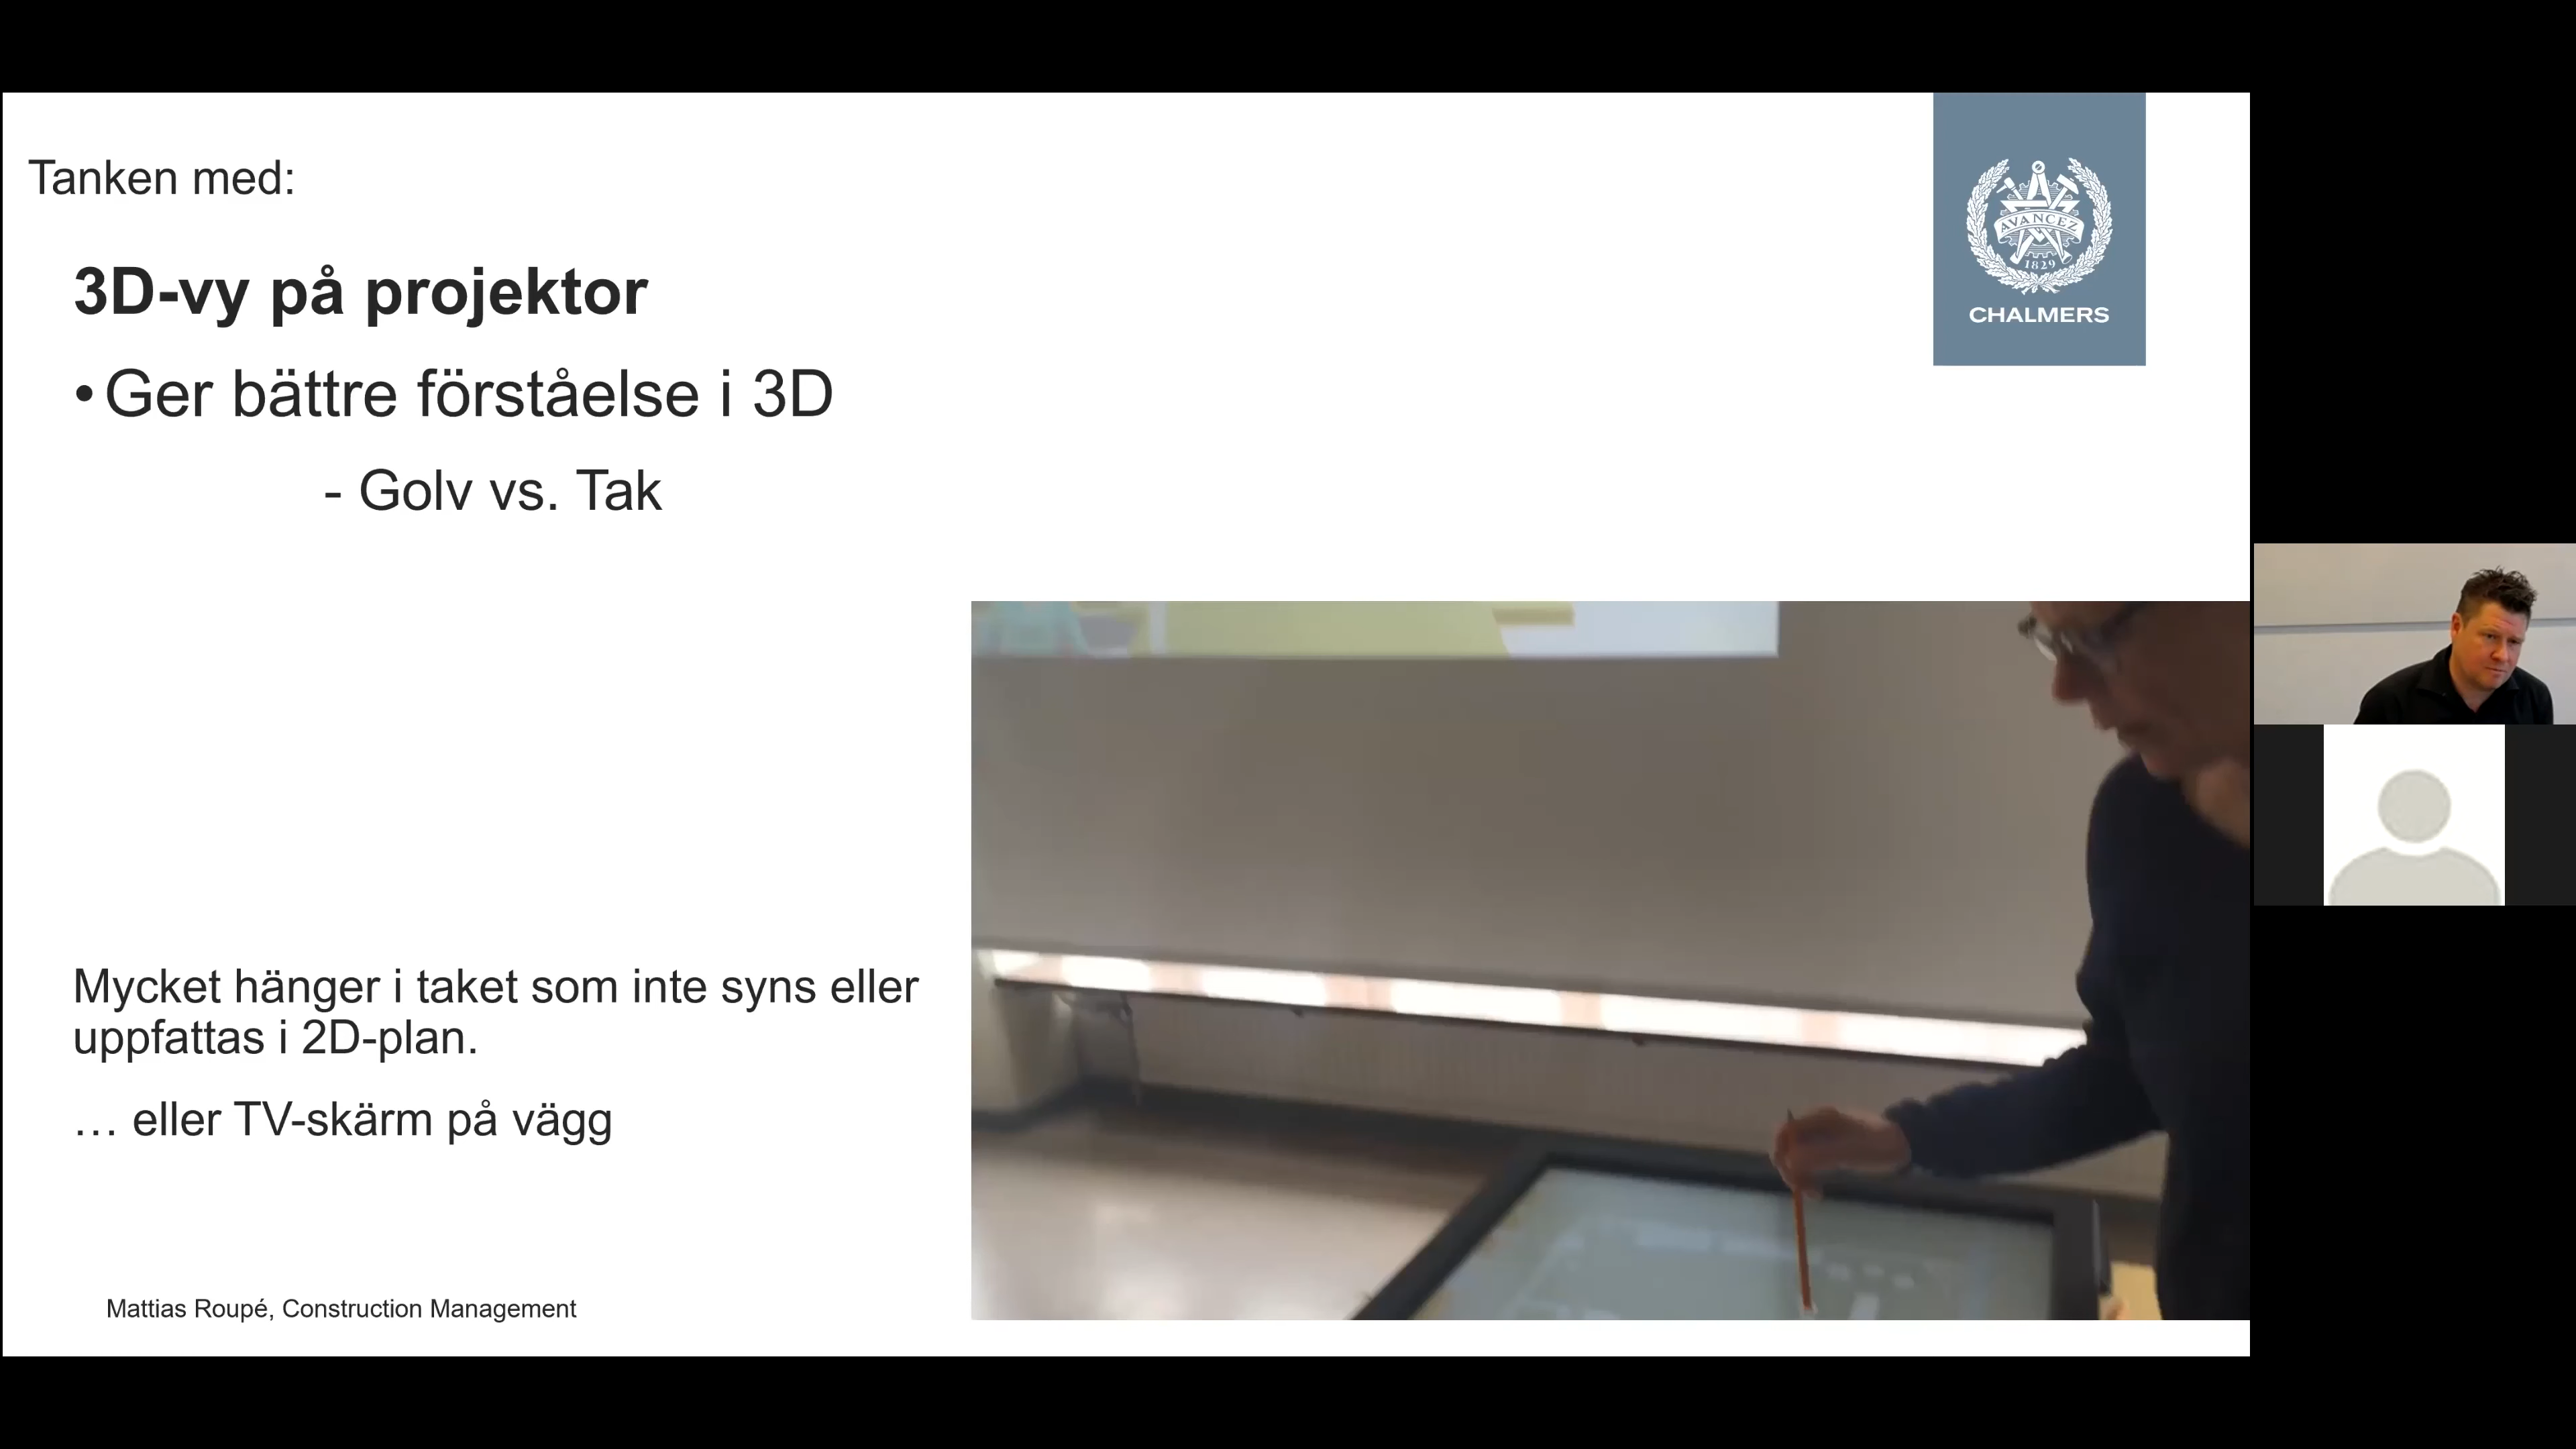 Tanken med:
3D-vy på projektor
•Ger bättre förståelse i 3D
- Golv vs. Tak
Mycket hänger i taket som inte syns eller
uppfattas i 2D-plan.
… eller TV-skärm på vägg
Mattias Roupé, Construction Management
AVANCEZ
1829
CHALMERS